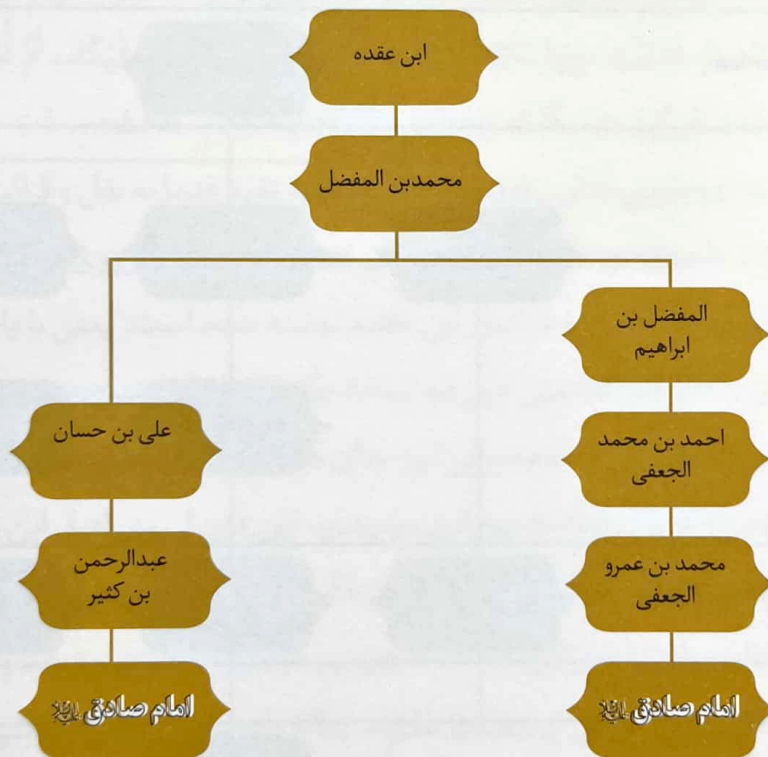 ابن عقده
محمدبن المفضل
المفضل بن
ابراهیم
احمد بن محمد
الجعفی
محمد بن عمرو
الجعفی
امام صادق
علی بن حسان
عبدالرحمن
بن کثیر
امام صادق